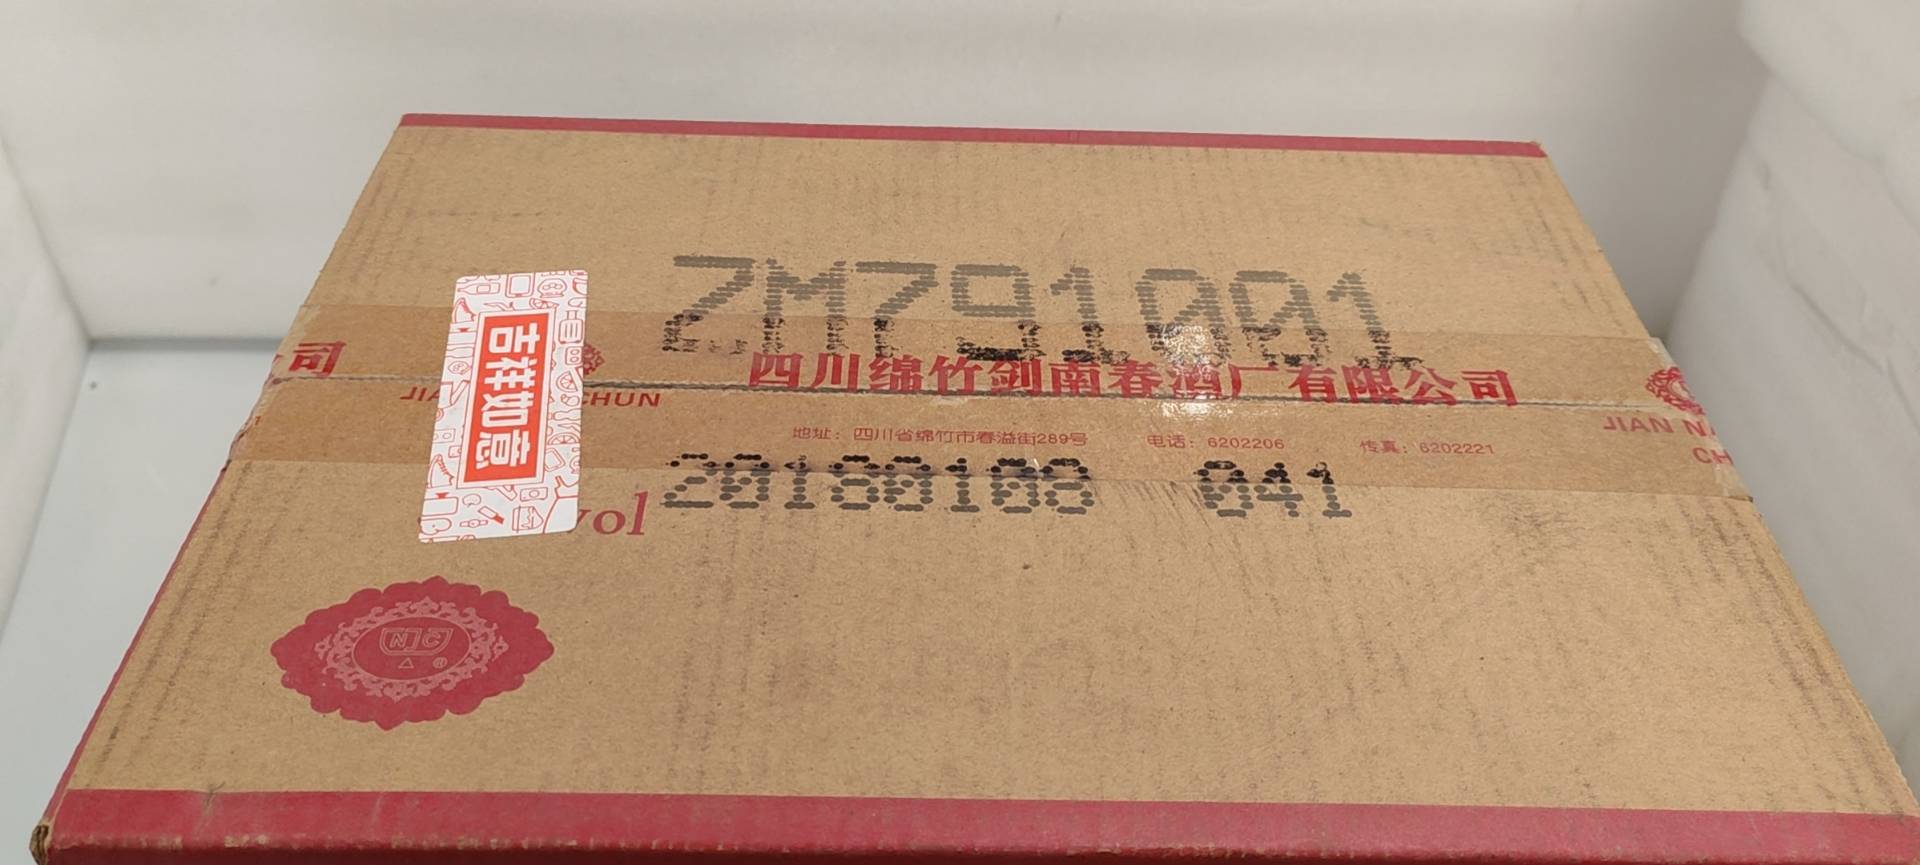 ZM791001
公司
四川绵竹剑南春酒厂有限公司
吉祥如意
JIA
CHUN
JIAN NA
CH
地址：四川省绵竹市春溢街289号 电话：6202206 传真：6202221
20180108 041
vol
®